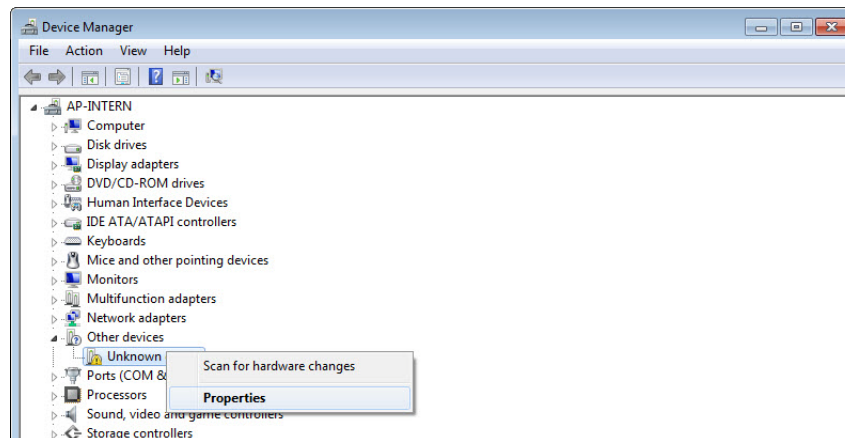 Device Manager
File Action View Help
AP-INTERN
Computer
Disk drives
Display adapters
DVD/CD-ROM drives
Human Interface Devices
IDE ATA/ATAPI controllers
Keyboards
Mice and other pointing devices
Monitors
Multifunction adapters
Network adapters
Other devices
Unknown
Scan for hardware changes
Ports (COM &
Properties
Processors
Sound, video and game controllers
Storage controllers